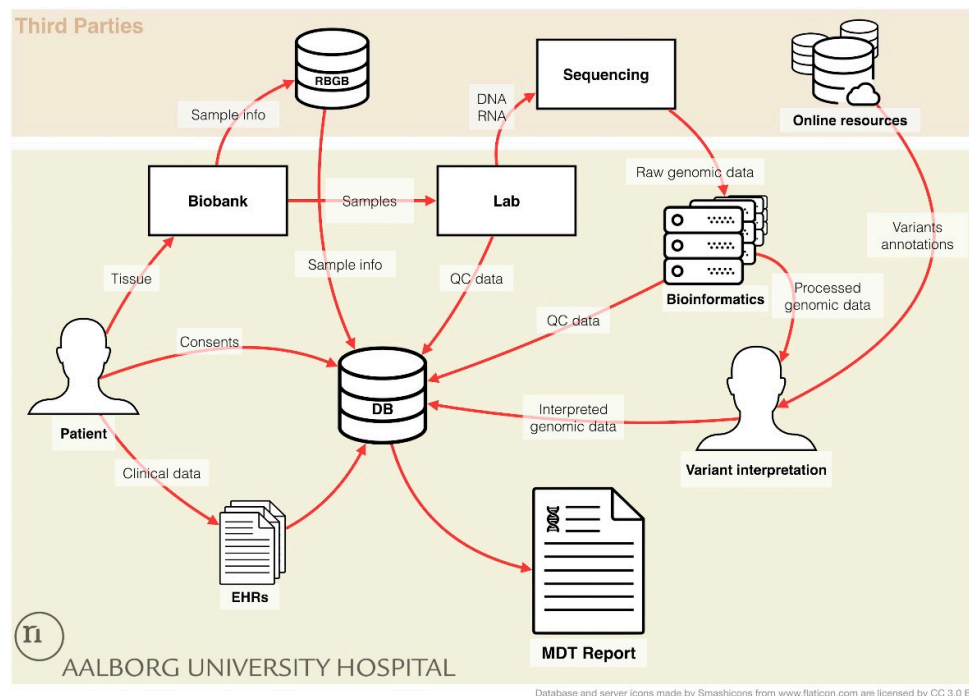 Third Parties
RBGB
Sequencing
Online resources
Sample info
DNA
RNA
Raw genomic data
Biobank
Samples
Lab
Variants
annotations
Tissue
Sample info
QC data
Bioinformatics
Processed
genomic data
QC data
Consents
DB
Interpreted
genomic data
Patient
Variant interpretation
Clinical data
EHRs
MDT Report
n
AALBORG UNIVERSITY HOSPITAL
Database and server icons made by Smashicons from www.flaticon.com are licensed by CC 3.0.